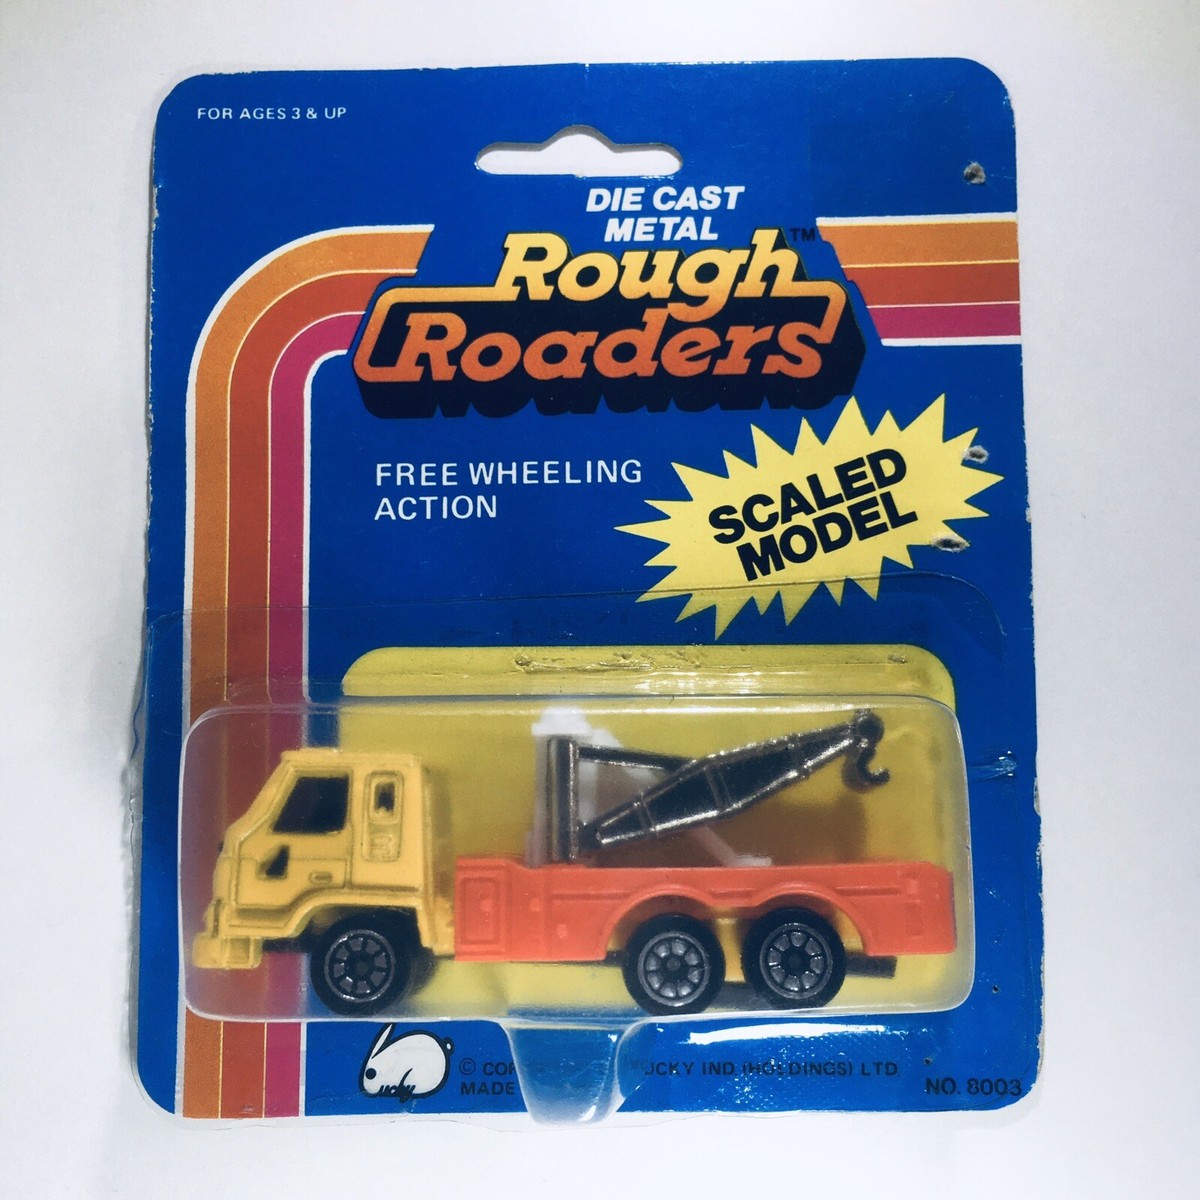 FOR AGES 3 & UP
DIE CAST
METAL
Rough TM
Roaders
FREE WHEELING
ACTION
SCALED
MODEL
ucky
© UCKY IND (HOLDINGS) LTD
MADE
NO. 8003